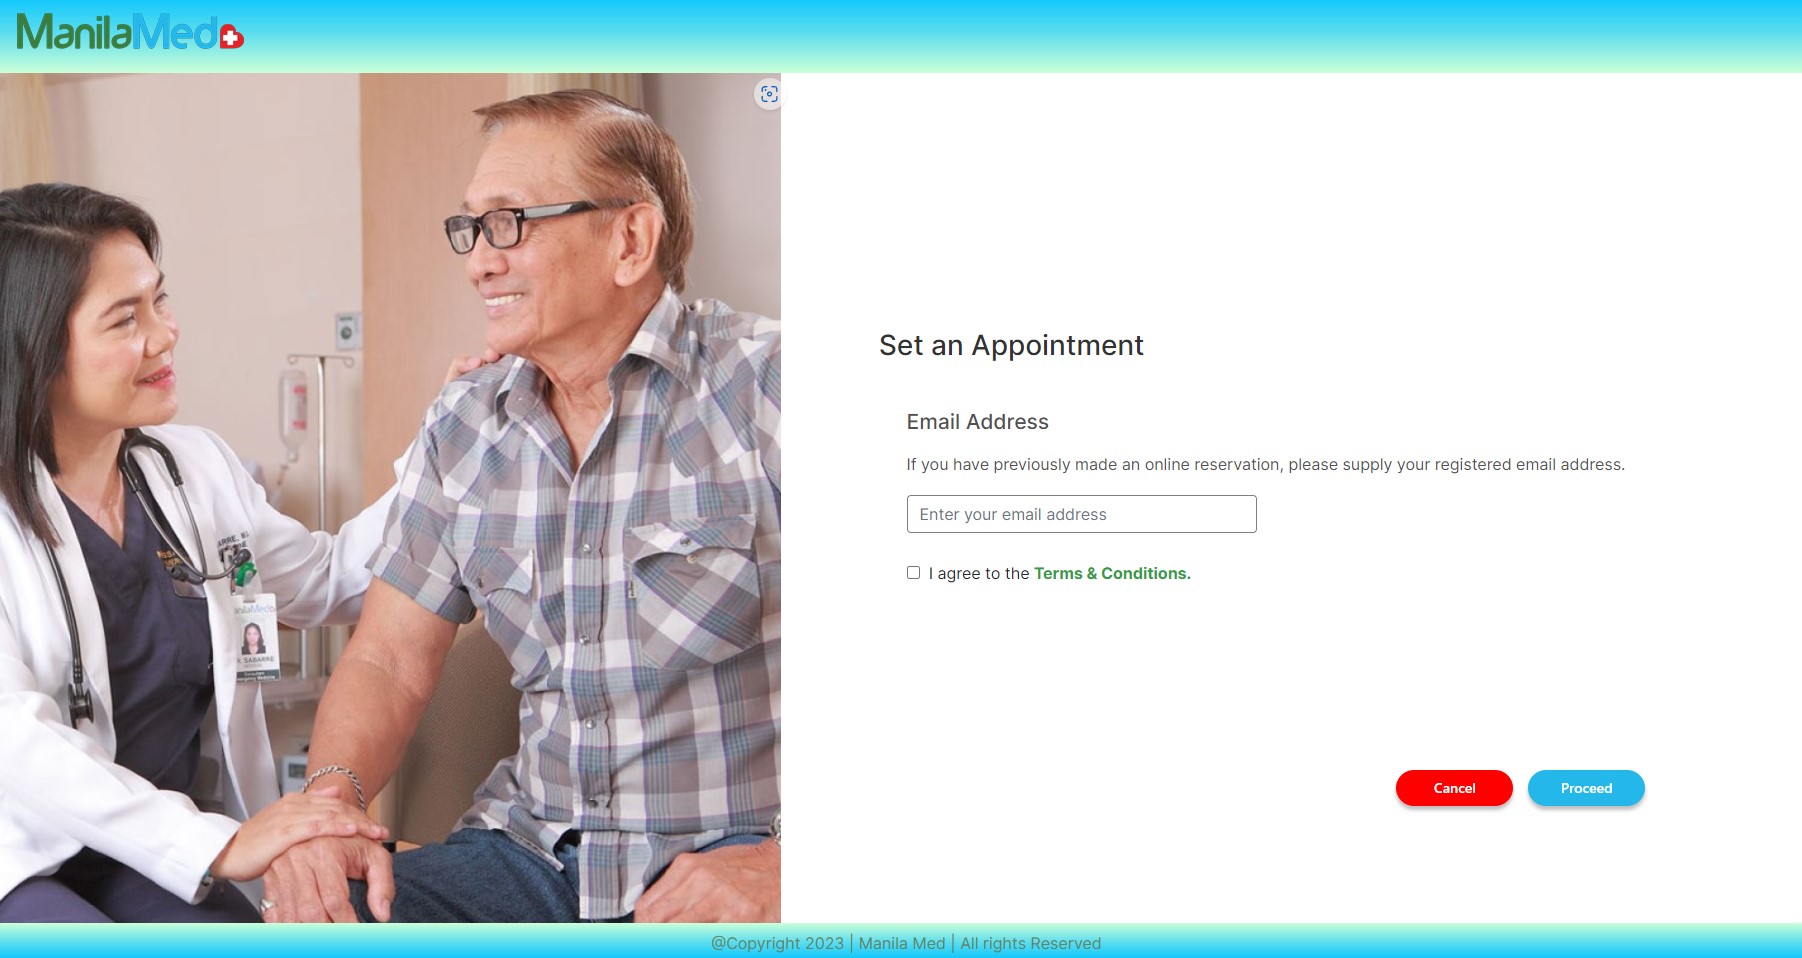 ManilaMed
Set an Appointment
Email Address
If you have previously made an online reservation, please supply your registered email address.
Enter your email address
I agree to the Terms & Conditions.
Cancel Proceed
SABARRE
@Copyright 2023 | Manila Med | All rights Reserved